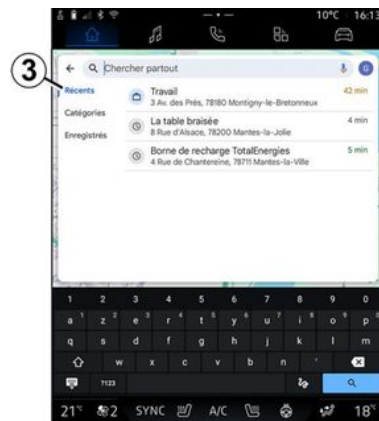 10°C 16:13
3
Chercher partout
G
Récents
Catégories
Enregistrés
Travail
42 min
3 Av. des Prés, 78180 Montigny-le-Bretonneux
La table braisée
4 min
8 Rue d'Alsace, 78200 Mantes-la-Jolie
Borne de recharge TotalEnergies
5 min
4 Rue de Chantereine, 78711 Mantes-la-Ville
1 2 3 4 5 6 7 8 9 0
a z e r t y u i o p
q s d f g h j k l m
w x c v b n '
?123
21° 2 SYNC A/C 18°